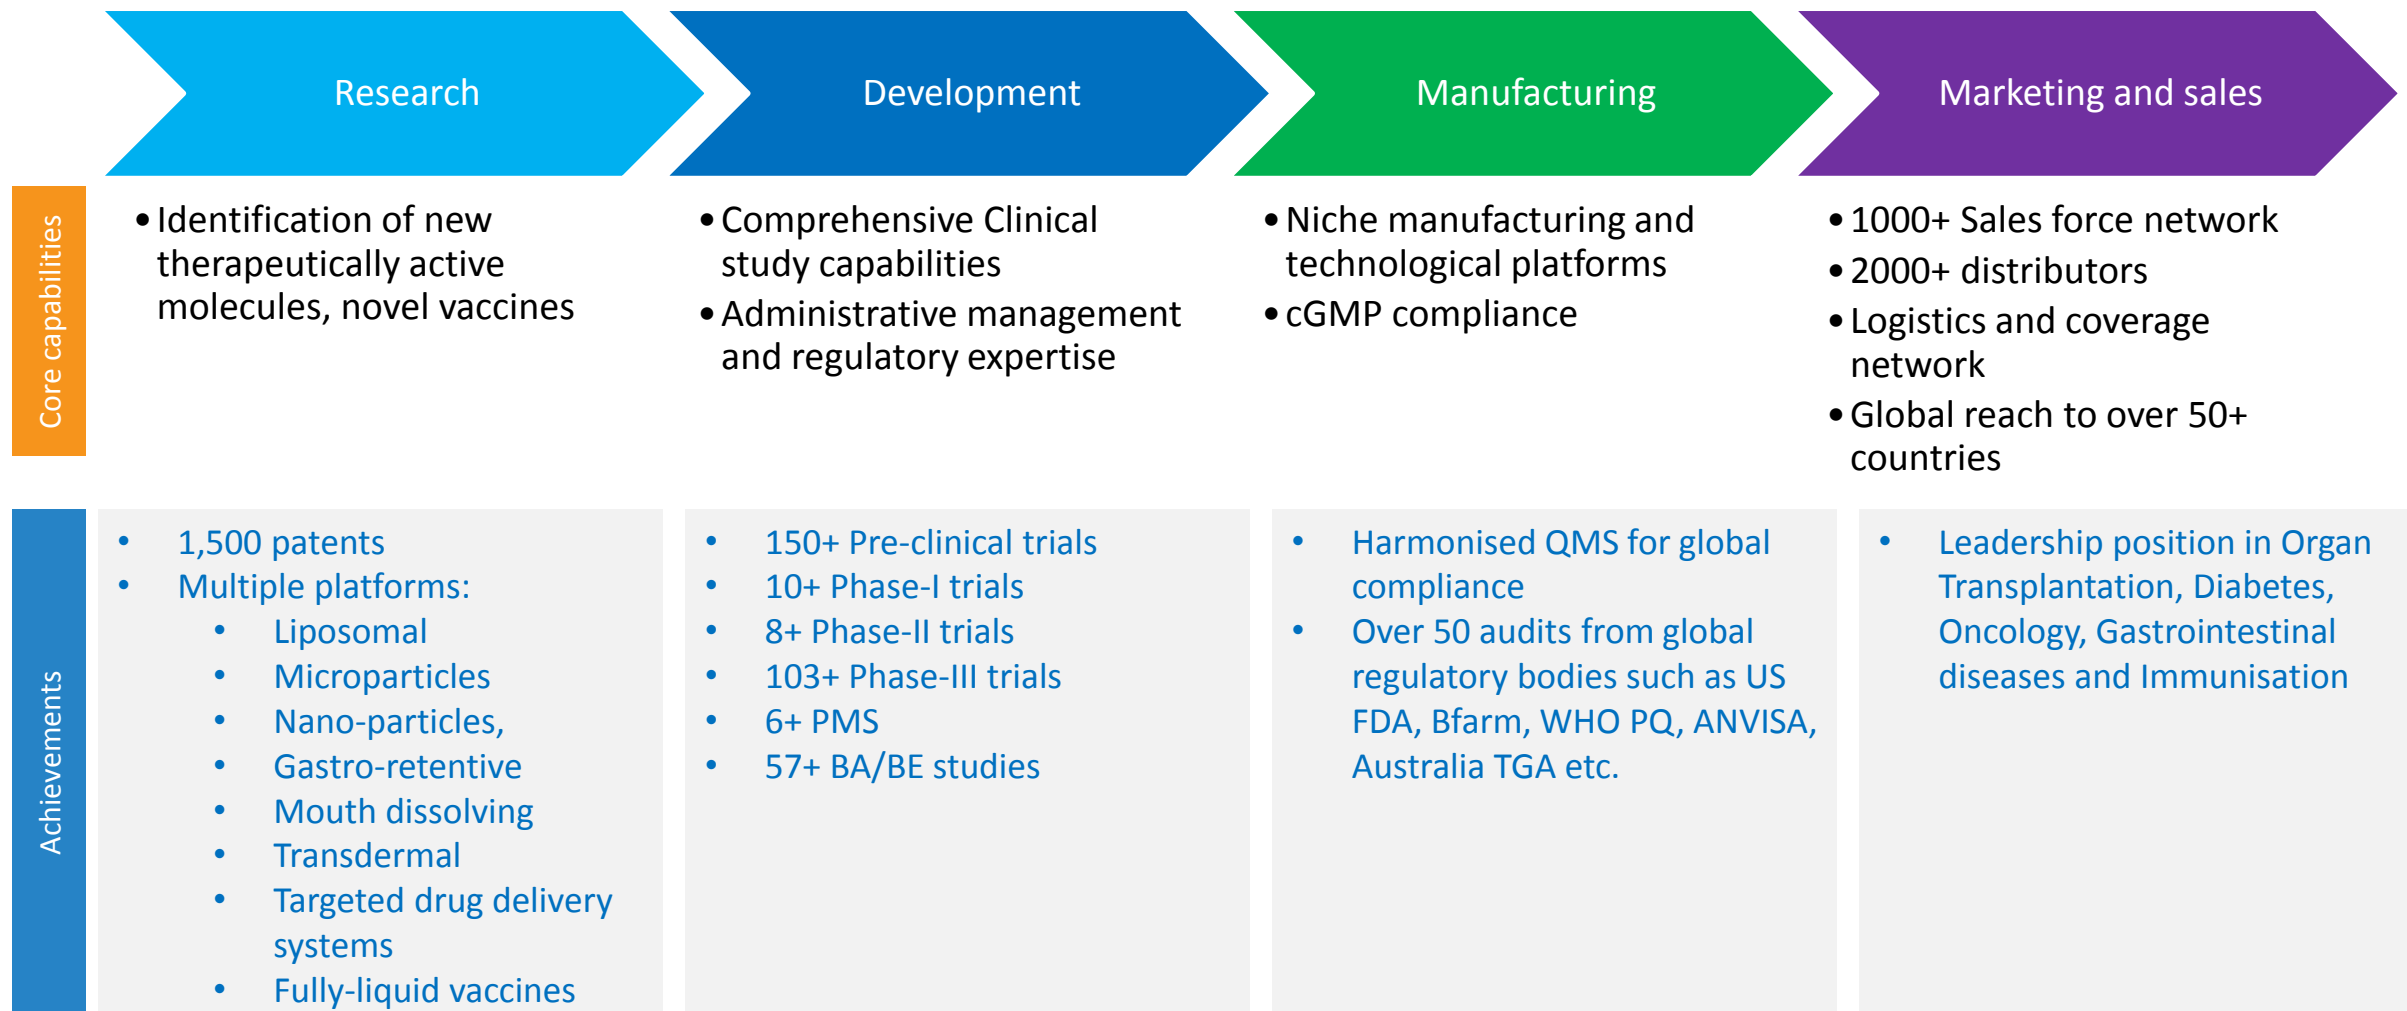 Research
Development
Manufacturing
Marketing and sales
Core capabilities
•Identification of new
therapeutically active
molecules, novel vaccines
•Comprehensive Clinical
study capabilities
•Administrative management
and regulatory expertise
•Niche manufacturing and
technological platforms
•cGMP compliance
•1000+ Sales force network
•2000+ distributors
•Logistics and coverage
network
•Global reach to over 50+
countries
Achievements
• 1,500 patents
• Multiple platforms:
• Liposomal
• Microparticles
• Nano-particles,
• Gastro-retentive
• Mouth dissolving
• Transdermal
• Targeted drug delivery
systems
• Fully-liquid vaccines
• 150+ Pre-clinical trials
• 10+ Phase-I trials
• 8+ Phase-II trials
• 103+ Phase-III trials
• 6+ PMS
• 57+ BA/BE studies
• Harmonised QMS for global
compliance
• Over 50 audits from global
regulatory bodies such as US
FDA, Bfarm, WHO PQ, ANVISA,
Australia TGA etc.
• Leadership position in Organ
Transplantation, Diabetes,
Oncology, Gastrointestinal
diseases and Immunisation